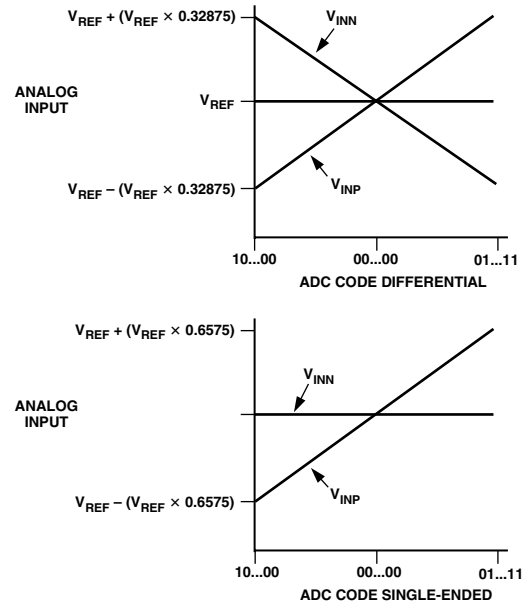 V_REF + (V_REF × 0.32875)
V_INN
ANALOG
INPUT
V_REF
V_REF – (V_REF × 0.32875)
V_INP
10...00
00...00
01...11
ADC CODE DIFFERENTIAL
V_REF + (V_REF × 0.6575)
V_INN
ANALOG
INPUT
V_REF – (V_REF × 0.6575)
V_INP
10...00
00...00
01...11
ADC CODE SINGLE-ENDED